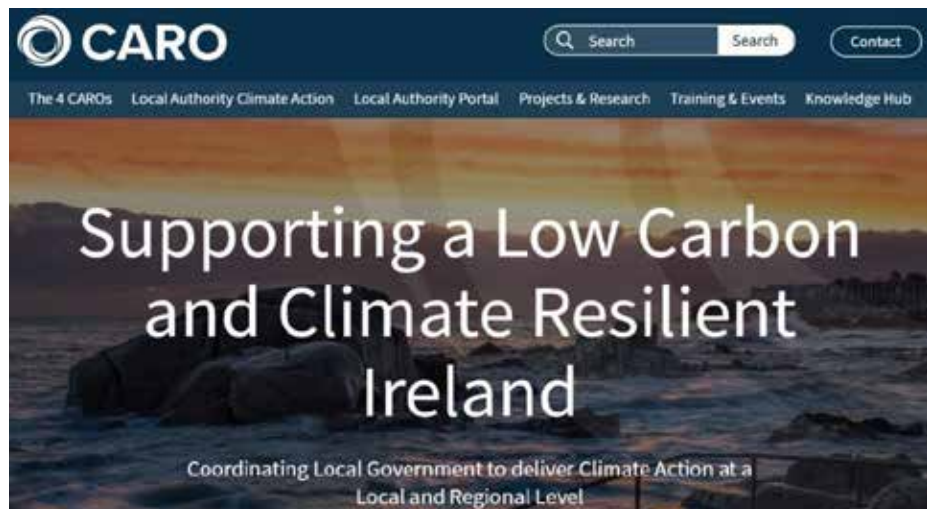 CARO
Search Search Contact
The 4 CAROs Local Authority Climate Action Local Authority Portal Projects & Research Training & Events Knowledge Hub
Supporting a Low Carbon
and Climate Resilient
Ireland
Coordinating Local Government to deliver Climate Action at a
Local and Regional Level